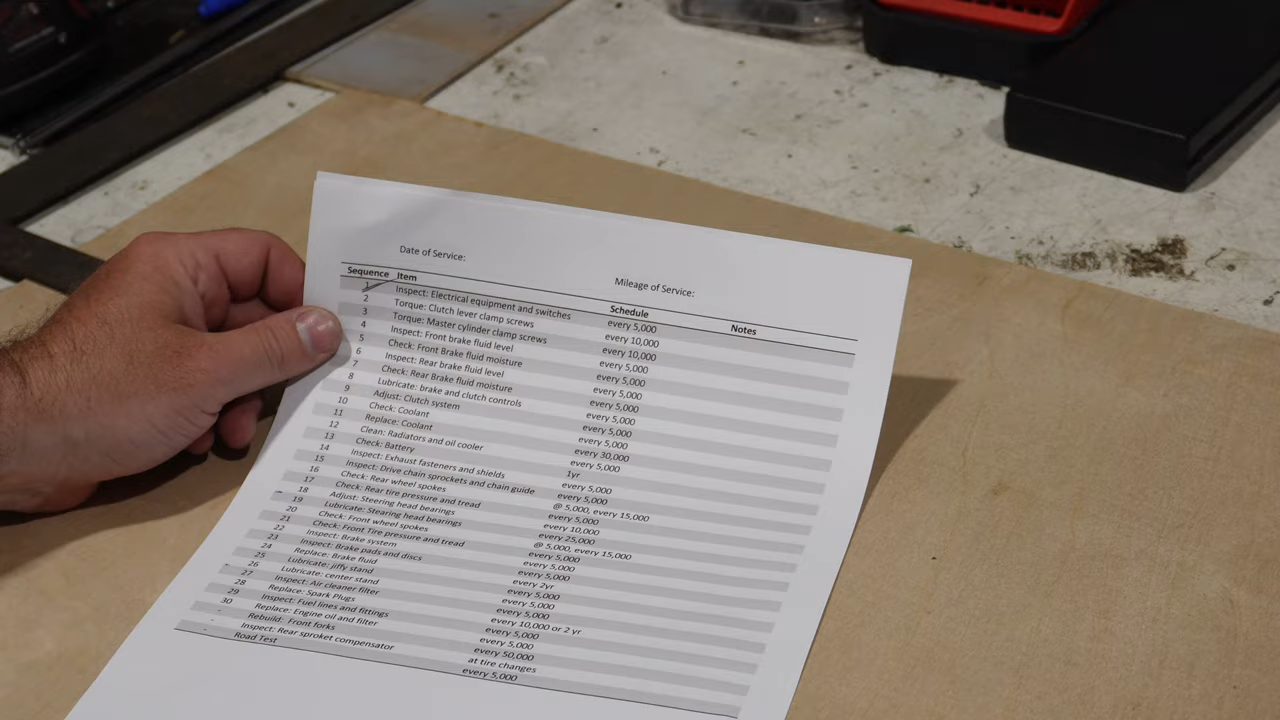 Date of Service:
Mileage of Service:
Sequence Item Schedule Notes
1 Inspect: Electrical equipment and switches every 5,000
2 Torque: Clutch lever clamp screws every 10,000
3 Torque: Master cylinder clamp screws every 10,000
4 Inspect: Front brake fluid level every 5,000
5 Check: Front Brake fluid moisture every 5,000
6 Inspect: Rear brake fluid level every 5,000
7 Check: Rear Brake fluid moisture every 5,000
8 Lubricate: brake and clutch controls every 5,000
9 Adjust: Clutch system every 5,000
10 Check: Coolant every 5,000
11 Replace: Coolant every 30,000
12 Clean: Radiators and oil cooler every 5,000
13 Check: Battery 1yr
14 Inspect: Exhaust fasteners and shields every 5,000
15 Inspect: Drive chain sprockets and chain guide every 5,000
16 Check: Rear wheel spokes @ 5,000, every 15,000
17 Check: Rear tire pressure and tread every 5,000
18 Adjust: Steering head bearings every 10,000
19 Lubricate: Stearing head bearings every 25,000
20 Check: Front wheel spokes @ 5,000, every 15,000
21 Check: Front Tire pressure and tread every 5,000
22 Inspect: Brake system every 5,000
23 Inspect: Brake pads and discs every 5,000
24 Replace: Brake fluid every 2yr
25 Lubricate: jiffy stand every 5,000
26 Lubricate: center stand every 5,000
27 Inspect: Air cleaner filter every 5,000
28 Replace: Spark Plugs every 10,000 or 2 yr
29 Inspect: Fuel lines and fittings every 5,000
30 Replace: Engine oil and filter every 5,000
- Rebuild: Front forks every 50,000
- Inspect: Rear sproket compensator at tire changes
- Road Test every 5,000